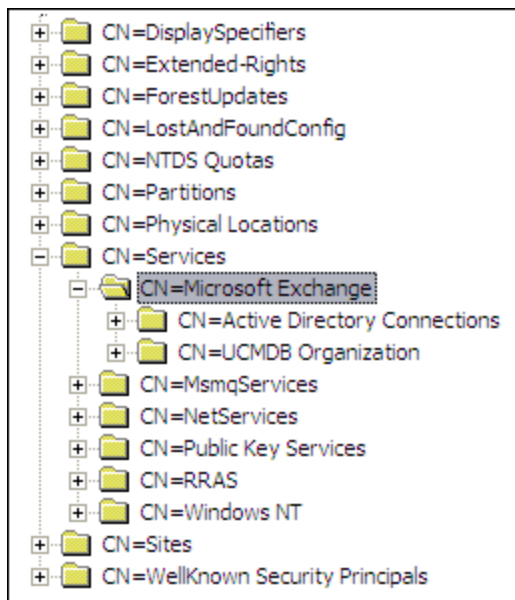 CN=DisplaySpecifiers
CN=Extended-Rights
CN=ForestUpdates
CN=LostAndFoundConfig
CN=NTDS Quotas
CN=Partitions
CN=Physical Locations
CN=Services
CN=Microsoft Exchange
CN=Active Directory Connections
CN=UCMDB Organization
CN=MsmqServices
CN=NetServices
CN=Public Key Services
CN=RRAS
CN=Windows NT
CN=Sites
CN=WellKnown Security Principals